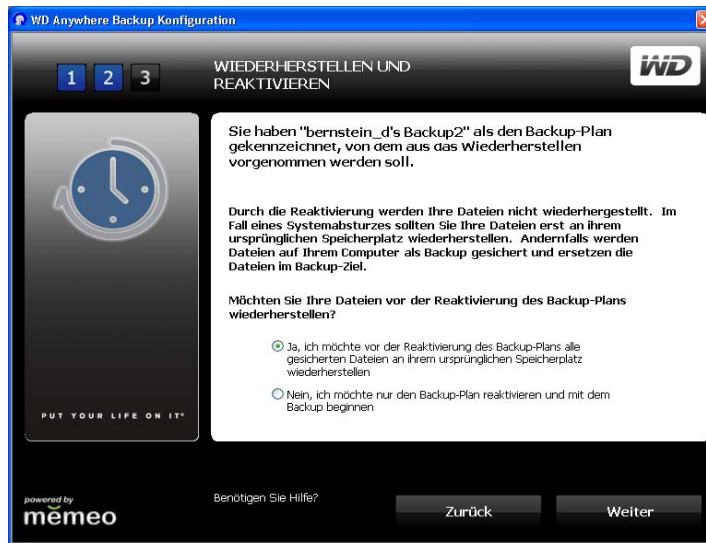 WD Anywhere Backup Konfiguration
1 2 3
WIEDERHERSTELLEN UND
REAKTIVIEREN
WD
Sie haben "bernstein_d's Backup2" als den Backup-Plan
gekennzeichnet, von dem aus das Wiederherstellen
vorgenommen werden soll.
Durch die Reaktivierung werden Ihre Dateien nicht wiederhergestellt. Im
Fall eines Systemabsturzes sollten Sie Ihre Dateien erst an ihrem
ursprünglichen Speicherplatz wiederherstellen. Andernfalls werden
Dateien auf Ihrem Computer als Backup gesichert und ersetzen die
Dateien im Backup-Ziel.
Möchten Sie Ihre Dateien vor der Reaktivierung des Backup-Plans
wiederherstellen?
Ja, ich möchte vor der Reaktivierung des Backup-Plans alle
gesicherten Dateien an ihrem ursprünglichen Speicherplatz
wiederherstellen
Nein, ich möchte nur den Backup-Plan reaktivieren und mit dem
Backup beginnen
PUT YOUR LIFE ON IT®
powered by
memeo
Benötigen Sie Hilfe?
Zurück
Weiter